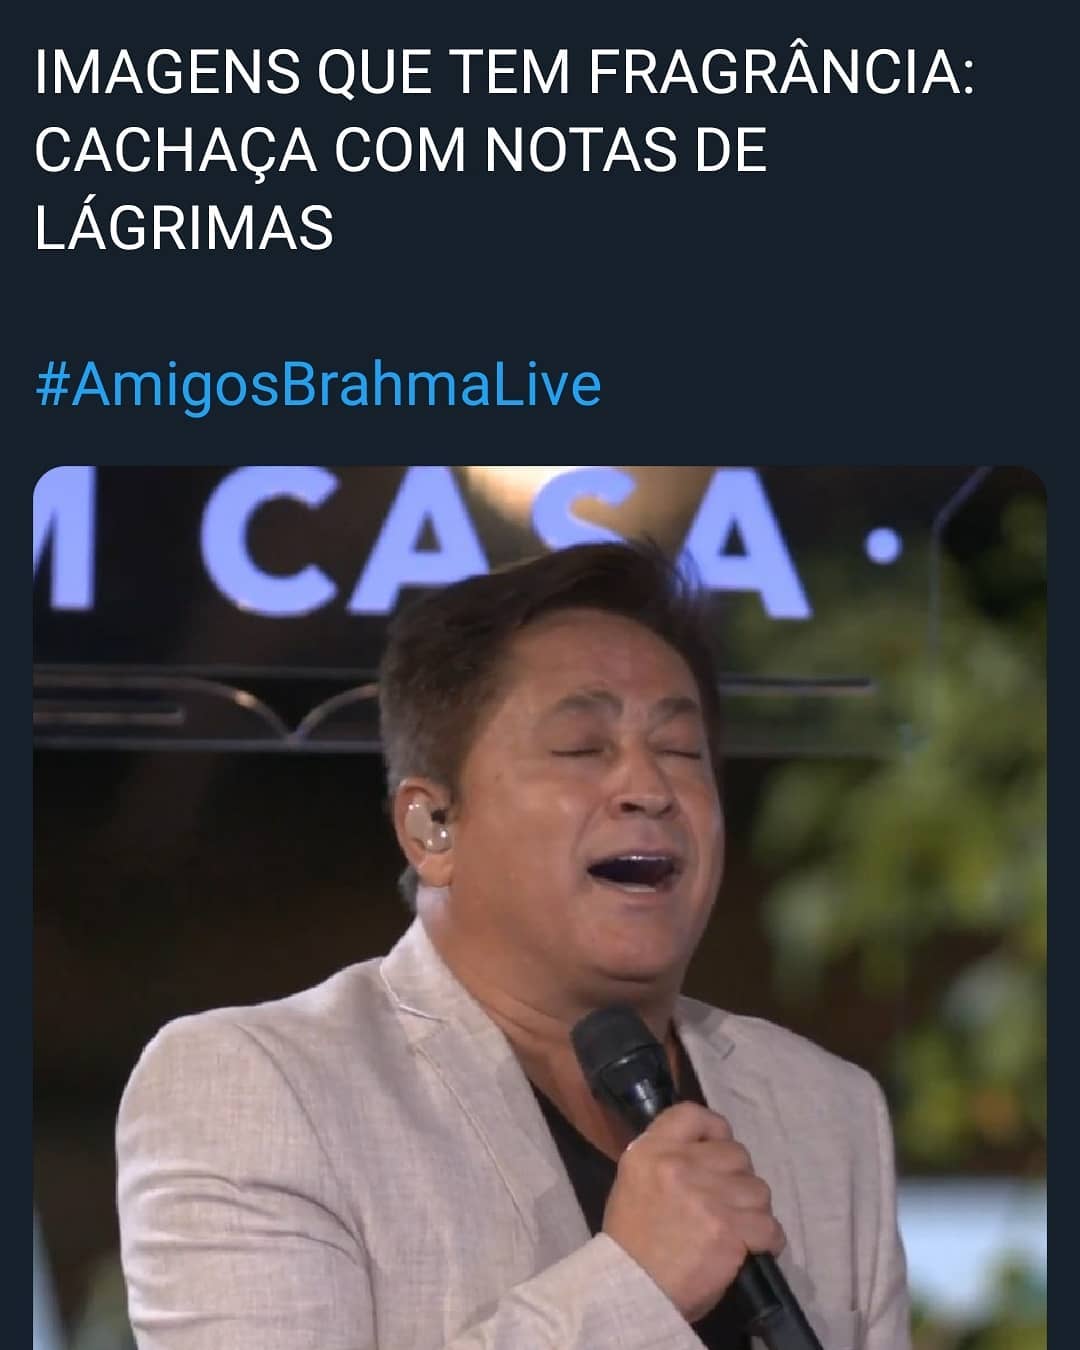 IMAGENS QUE TEM FRAGRÂNCIA:
CACHAÇA COM NOTAS DE
LÁGRIMAS
#AmigosBrahmaLive
M CASA ·